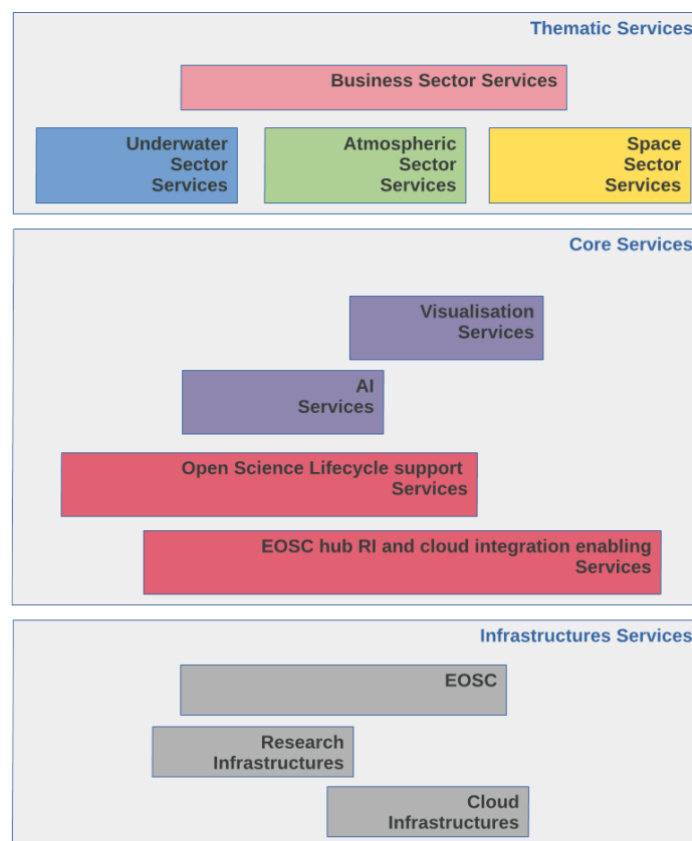 Thematic Services
Business Sector Services
Underwater
Sector
Services
Atmospheric
Sector
Services
Space
Sector
Services
Core Services
Visualisation
Services
AI
Services
Open Science Lifecycle support
Services
EOSC hub RI and cloud integration enabling
Services
Infrastructures Services
EOSC
Research
Infrastructures
Cloud
Infrastructures